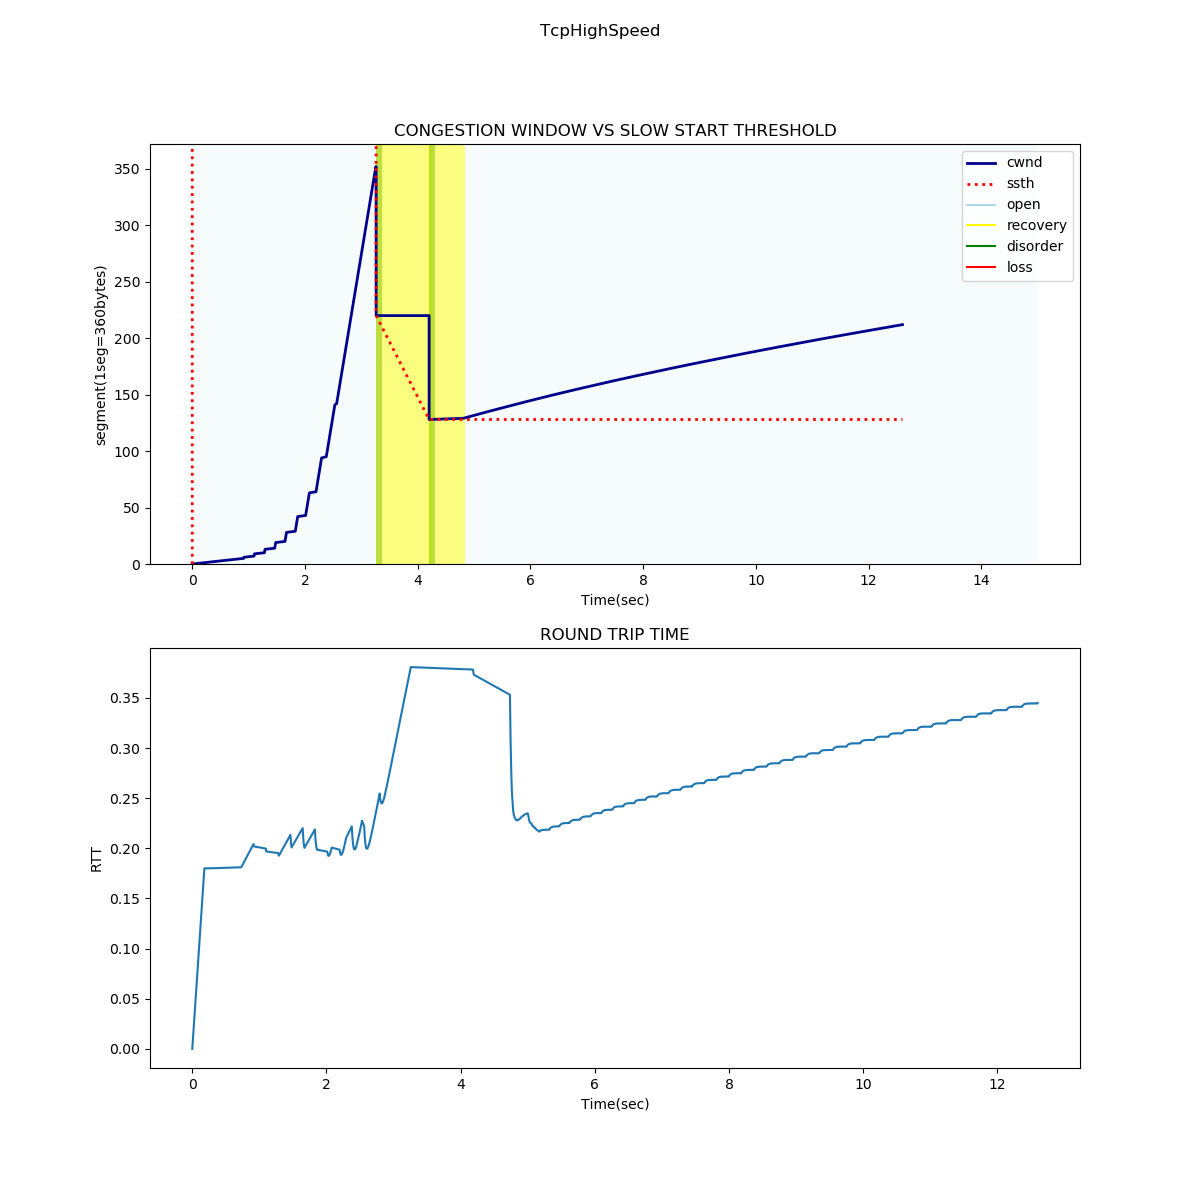 TcpHighSpeed
CONGESTION WINDOW VS SLOW START THRESHOLD
segment(1seg=360bytes)
350
300
250
200
150
100
50
0
cwnd
ssth
open
recovery
disorder
loss
0 2 4 6 8 10 12 14
Time(sec)
ROUND TRIP TIME
RTT
0.35
0.30
0.25
0.20
0.15
0.10
0.05
0.00
0 2 4 6 8 10 12
Time(sec)